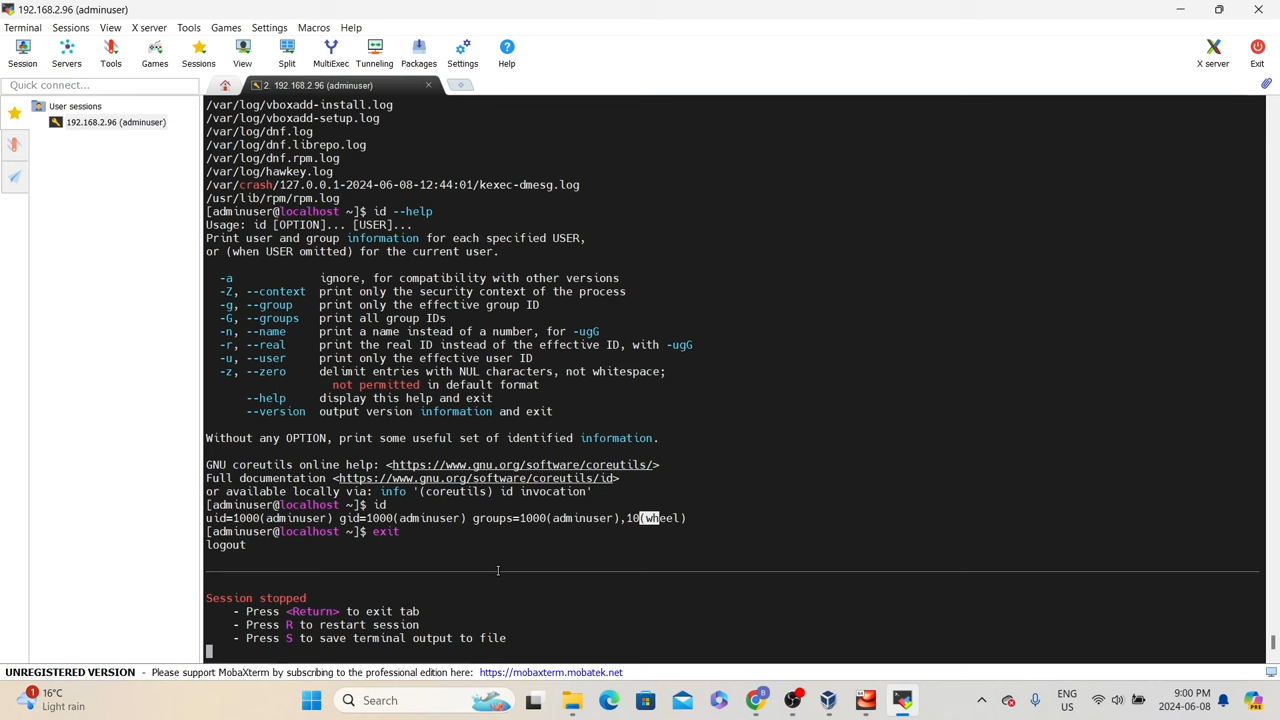 192.168.2.96 (adminuser)
Terminal Sessions View X server Tools Games Settings Macros Help
Session Servers Tools Games Sessions View Split MultiExec Tunneling Packages Settings Help X server Exit
Quick connect...
2. 192.168.2.96 (adminuser)
User sessions
192.168.2.96 (adminuser)
/var/log/vboxadd-install.log
/var/log/vboxadd-setup.log
/var/log/dnf.log
/var/log/dnf.librepo.log
/var/log/dnf.rpm.log
/var/log/hawkey.log
/var/crash/127.0.0.1-2024-06-08-12:44:01/kexec-dmesg.log
/usr/lib/rpm/rpm.log
[adminuser@localhost ~]$ id --help
Usage: id [OPTION]... [USER]...
Print user and group information for each specified USER,
or (when USER omitted) for the current user.
-a ignore, for compatibility with other versions
-Z, --context print only the security context of the process
-g, --group print only the effective group ID
-G, --groups print all group IDs
-n, --name print a name instead of a number, for -ugG
-r, --real print the real ID instead of the effective ID, with -ugG
-u, --user print only the effective user ID
-z, --zero delimit entries with NUL characters, not whitespace;
not permitted in default format
--help display this help and exit
--version output version information and exit
Without any OPTION, print some useful set of identified information.
GNU coreutils online help: <https://www.gnu.org/software/coreutils/>
Full documentation <https://www.gnu.org/software/coreutils/id>
or available locally via: info '(coreutils) id invocation'
[adminuser@localhost ~]$ id
uid=1000(adminuser) gid=1000(adminuser) groups=1000(adminuser),10(wheel)
[adminuser@localhost ~]$ exit
logout
Session stopped
- Press <Return> to exit tab
- Press R to restart session
- Press S to save terminal output to file
UNREGISTERED VERSION - Please support MobaXterm by subscribing to the professional edition here: https://mobaxterm.mobatek.net
1
16°C
Light rain
Search
ENG
US
9:00 PM
2024-06-08